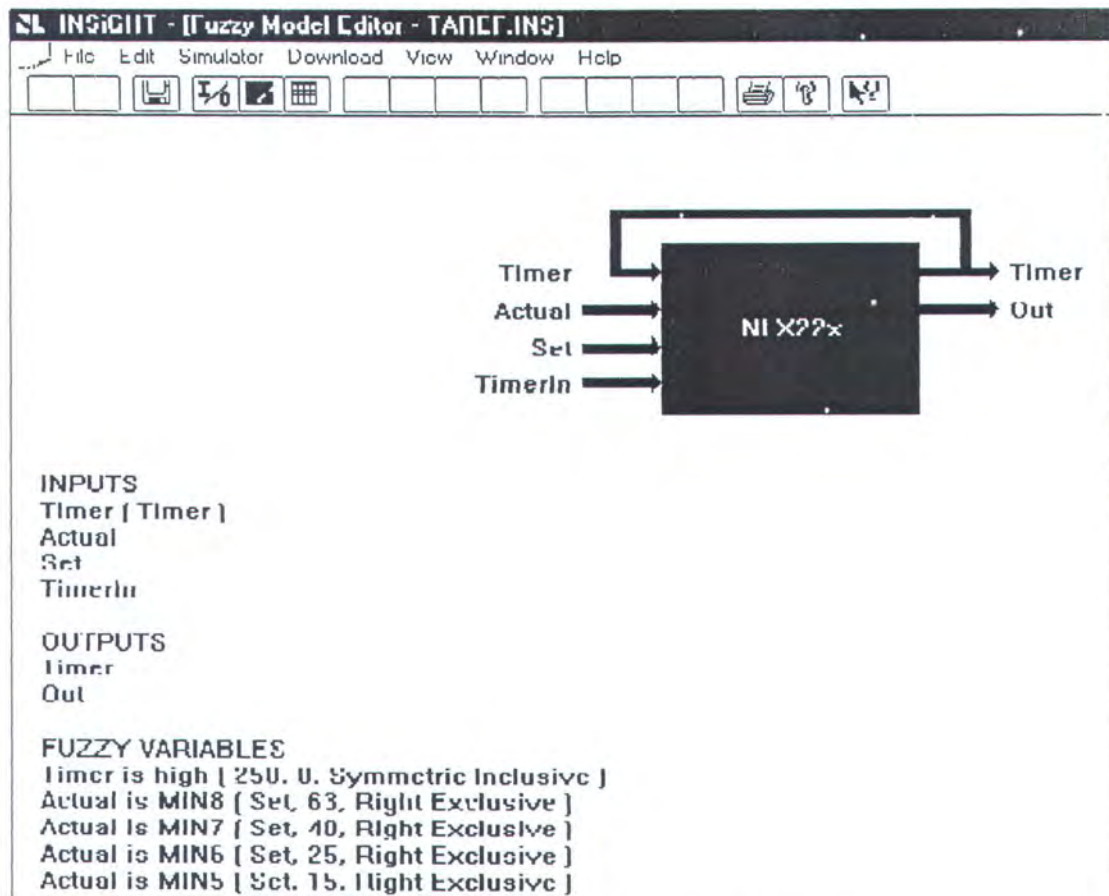 INSiGHT - [Fuzzy Model Editor - TANEF.INS]
File Edit Simulator Download View Window Help
Timer
Actual
Set
TimerIn
NLX22x
Timer
Out
INPUTS
Timer ( Timer )
Actual
Set
TimerIn
OUTPUTS
Timer
Out
FUZZY VARIABLES
Timer is high ( 250, 0, Symmetric Inclusive )
Actual is MIN8 ( Set, 63, Right Exclusive )
Actual is MIN7 ( Set, 40, Right Exclusive )
Actual is MIN6 ( Set, 25, Right Exclusive )
Actual is MIN5 ( Set, 15, Right Exclusive )